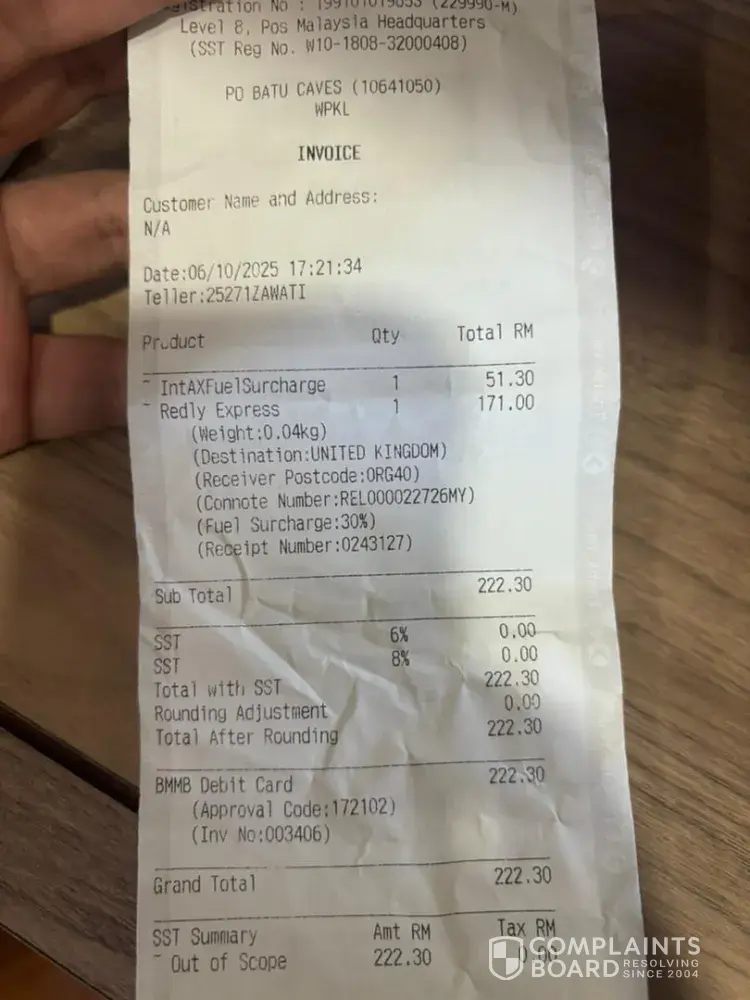 Registration No : 199101019653 (229990-M)
Level 8, Pos Malaysia Headquarters
(SST Reg No. W10-1808-32000408)
PO BATU CAVES (10641050)
WPKL
INVOICE
Customer Name and Address:
N/A
Date:06/10/2025 17:21:34
Teller:25271ZAWATI
Product Qty Total RM
IntAXFuelSurcharge 1 51.30
Redly Express 1 171.00
(Weight:0.04kg)
(Destination:UNITED KINGDOM)
(Receiver Postcode:ORG40)
(Connote Number:REL000022726MY)
(Fuel Surcharge:30%)
(Receipt Number:0243127)
Sub Total 222.30
SST 6% 0.00
SST 8% 0.00
Total with SST 222.30
Rounding Adjustment 0.00
Total After Rounding 222.30
BMMB Debit Card 222.30
(Approval Code:172102)
(Inv No:003406)
Grand Total 222.30
SST Summary Amt RM Tax RM
Out of Scope 222.30 0.00
COMPLAINTS
BOARD RESOLVING
SINCE 2004